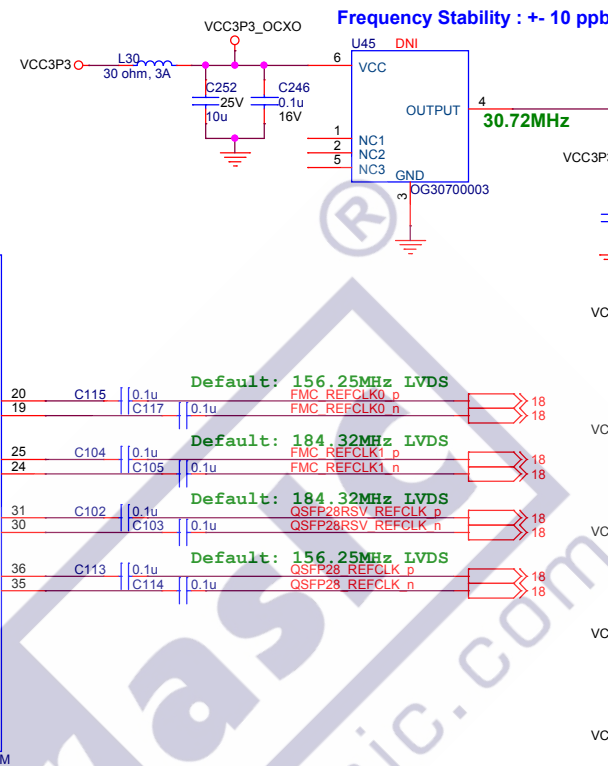 Frequency Stability : +- 10 ppb
VCC3P3_OCXO
U45 DNI
VCC3P3
L30
30 ohm, 3A
6
VCC
C252
25V
10u
C246
0.1u
16V
OUTPUT
4
30.72MHz
1
NC1
2
NC2
5
NC3
GND
3
OG30700003
VCC3P3
®
VC
Default: 156.25MHz LVDS
20 C115 0.1u FMC_REFCLK0_p 18
19 C117 0.1u FMC_REFCLK0_n 18
VC
Default: 184.32MHz LVDS
25 C104 0.1u FMC_REFCLK1_p 18
24 C105 0.1u FMC_REFCLK1_n 18
Default: 184.32MHz LVDS
31 C102 0.1u QSFP28RSV_REFCLK_p 18
30 C103 0.1u QSFP28RSV_REFCLK_n 18
VC
Default: 156.25MHz LVDS
36 C113 0.1u QSFP28_REFCLK_p 18
35 C114 0.1u QSFP28_REFCLK_n 18
VC
VC
M
asic
ic.com